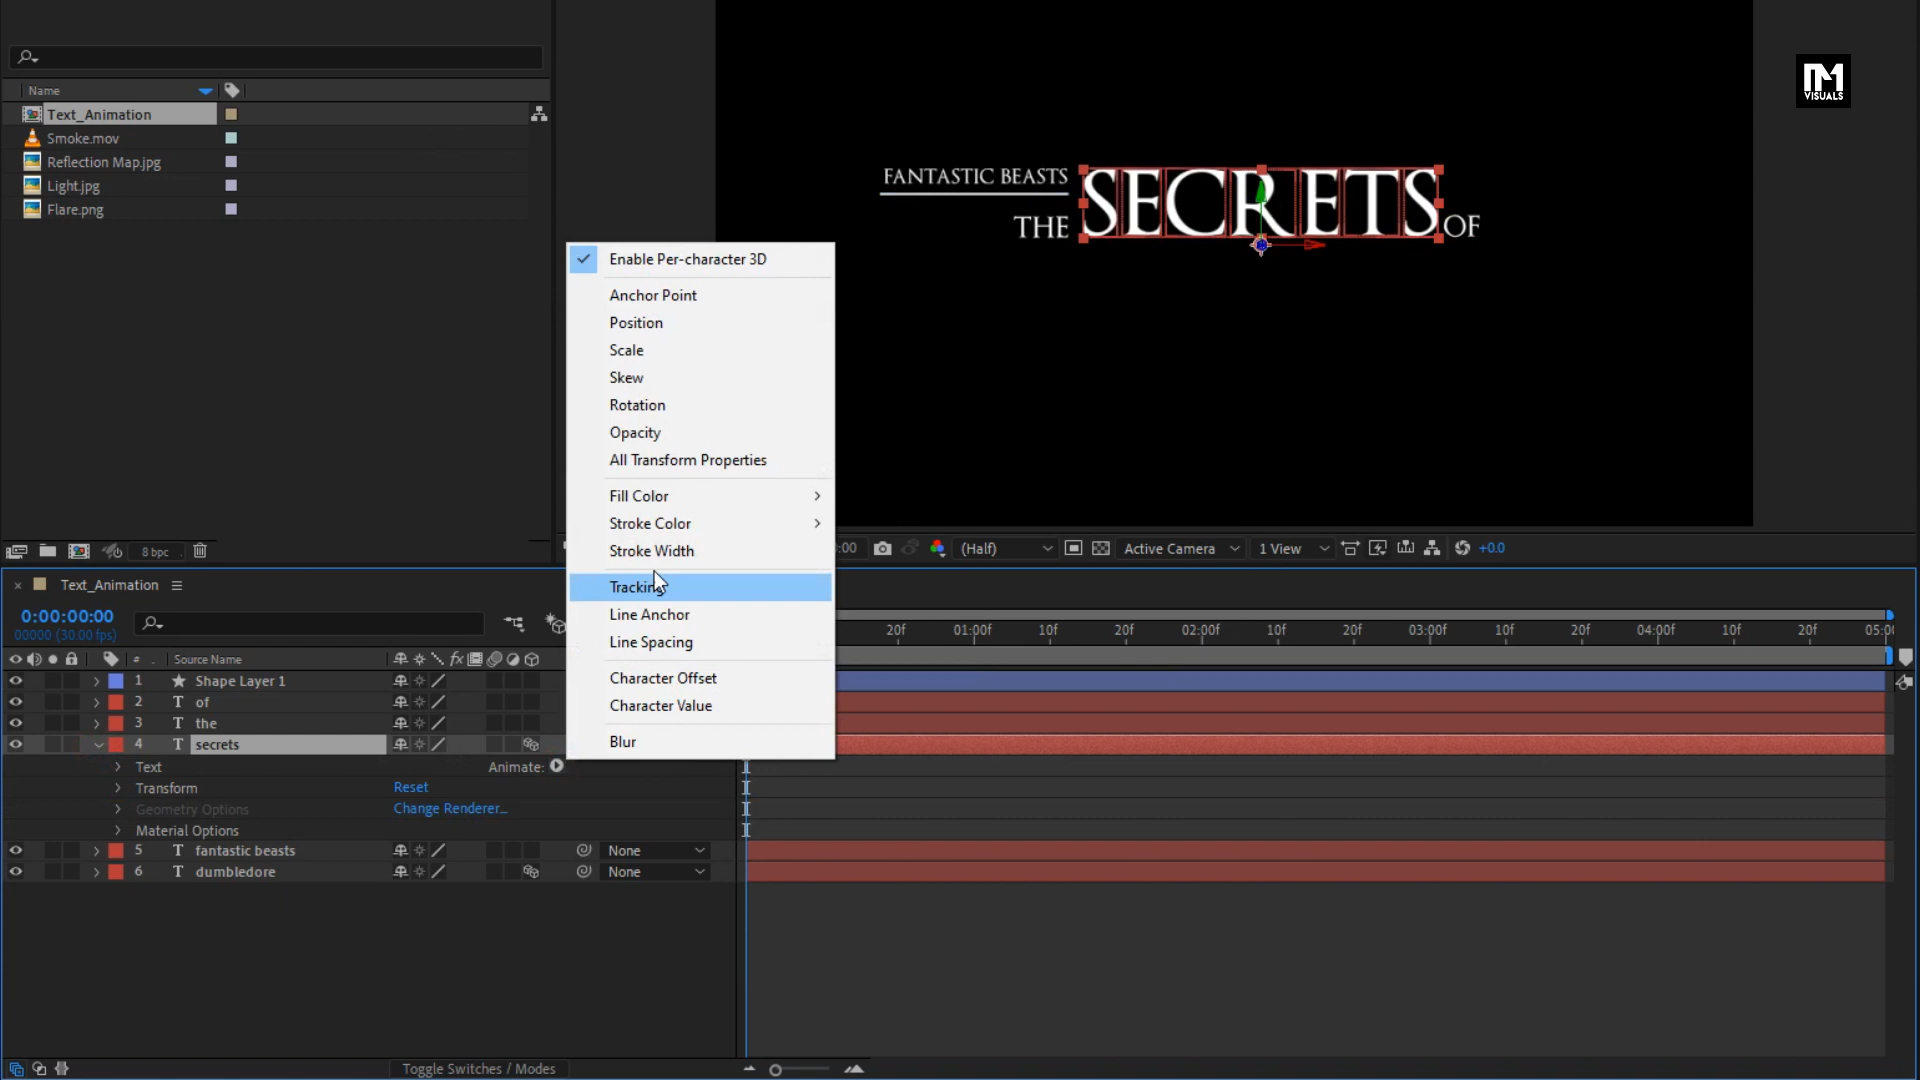 Name
Text_Animation
Smoke.mov
Reflection Map.jpg
Light.jpg
Flare.png
8 bpc
FANTASTIC BEASTS
THE SECRETS OF
M
VISUALS
Enable Per-character 3D
Anchor Point
Position
Scale
Skew
Rotation
Opacity
All Transform Properties
Fill Color
Stroke Color
Stroke Width
Tracking
Line Anchor
Line Spacing
Character Offset
Character Value
Blur
:00 (Half) Active Camera 1 View +0.0
Text_Animation
0:00:00:00
00000 (30.00 fps)
20f 01:00f 10f 20f 02:00f 10f 20f 03:00f 10f 20f 04:00f 10f 20f 05:00
# Source Name fx
1 Shape Layer 1
2 T of
3 T the
4 T secrets
Text Animate:
Transform Reset
Geometry Options Change Renderer...
Material Options
5 T fantastic beasts None
6 T dumbledore None
Toggle Switches / Modes